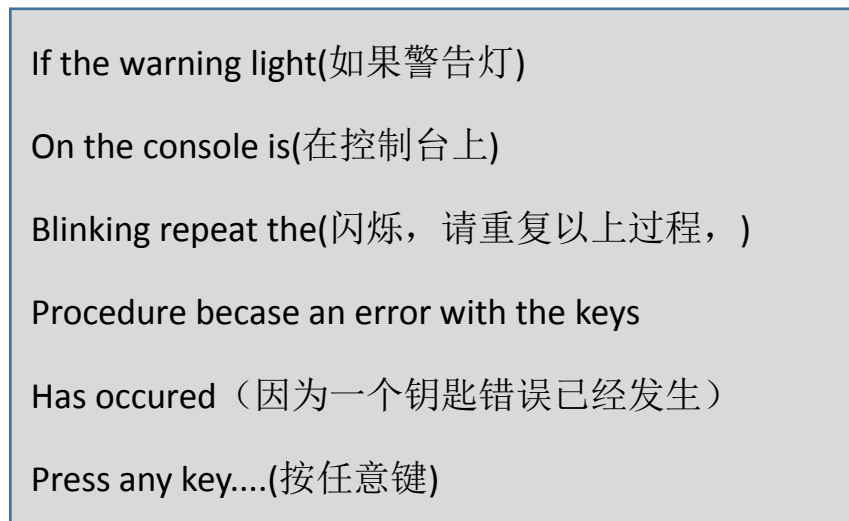 If the warning light(如果警告灯)
On the console is(在控制台上)
Blinking repeat the(闪烁，请重复以上过程，)
Procedure becase an error with the keys
Has occured（因为一个钥匙错误已经发生）
Press any key....(按任意键)